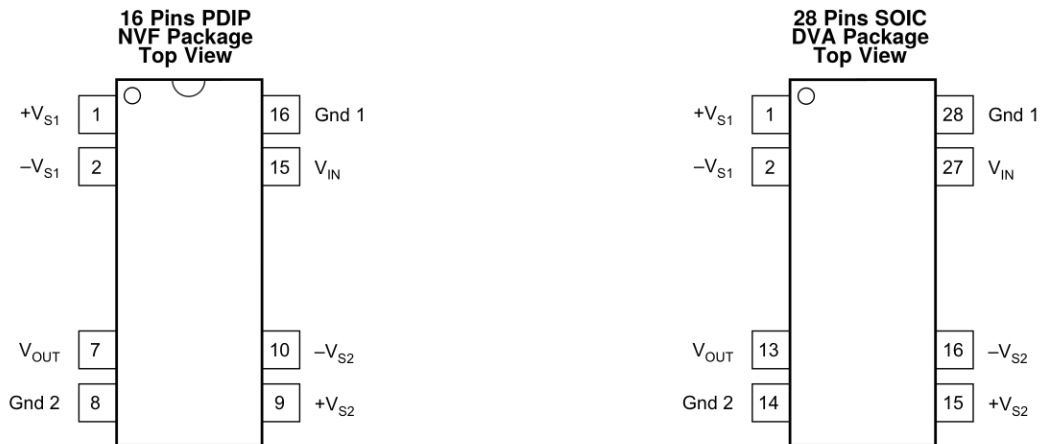 16 Pins PDIP
NVF Package
Top View
+VS1 1 16 Gnd 1
–VS1 2 15 VIN
VOUT 7 10 –VS2
Gnd 2 8 9 +VS2
28 Pins SOIC
DVA Package
Top View
+VS1 1 28 Gnd 1
–VS1 2 27 VIN
VOUT 13 16 –VS2
Gnd 2 14 15 +VS2